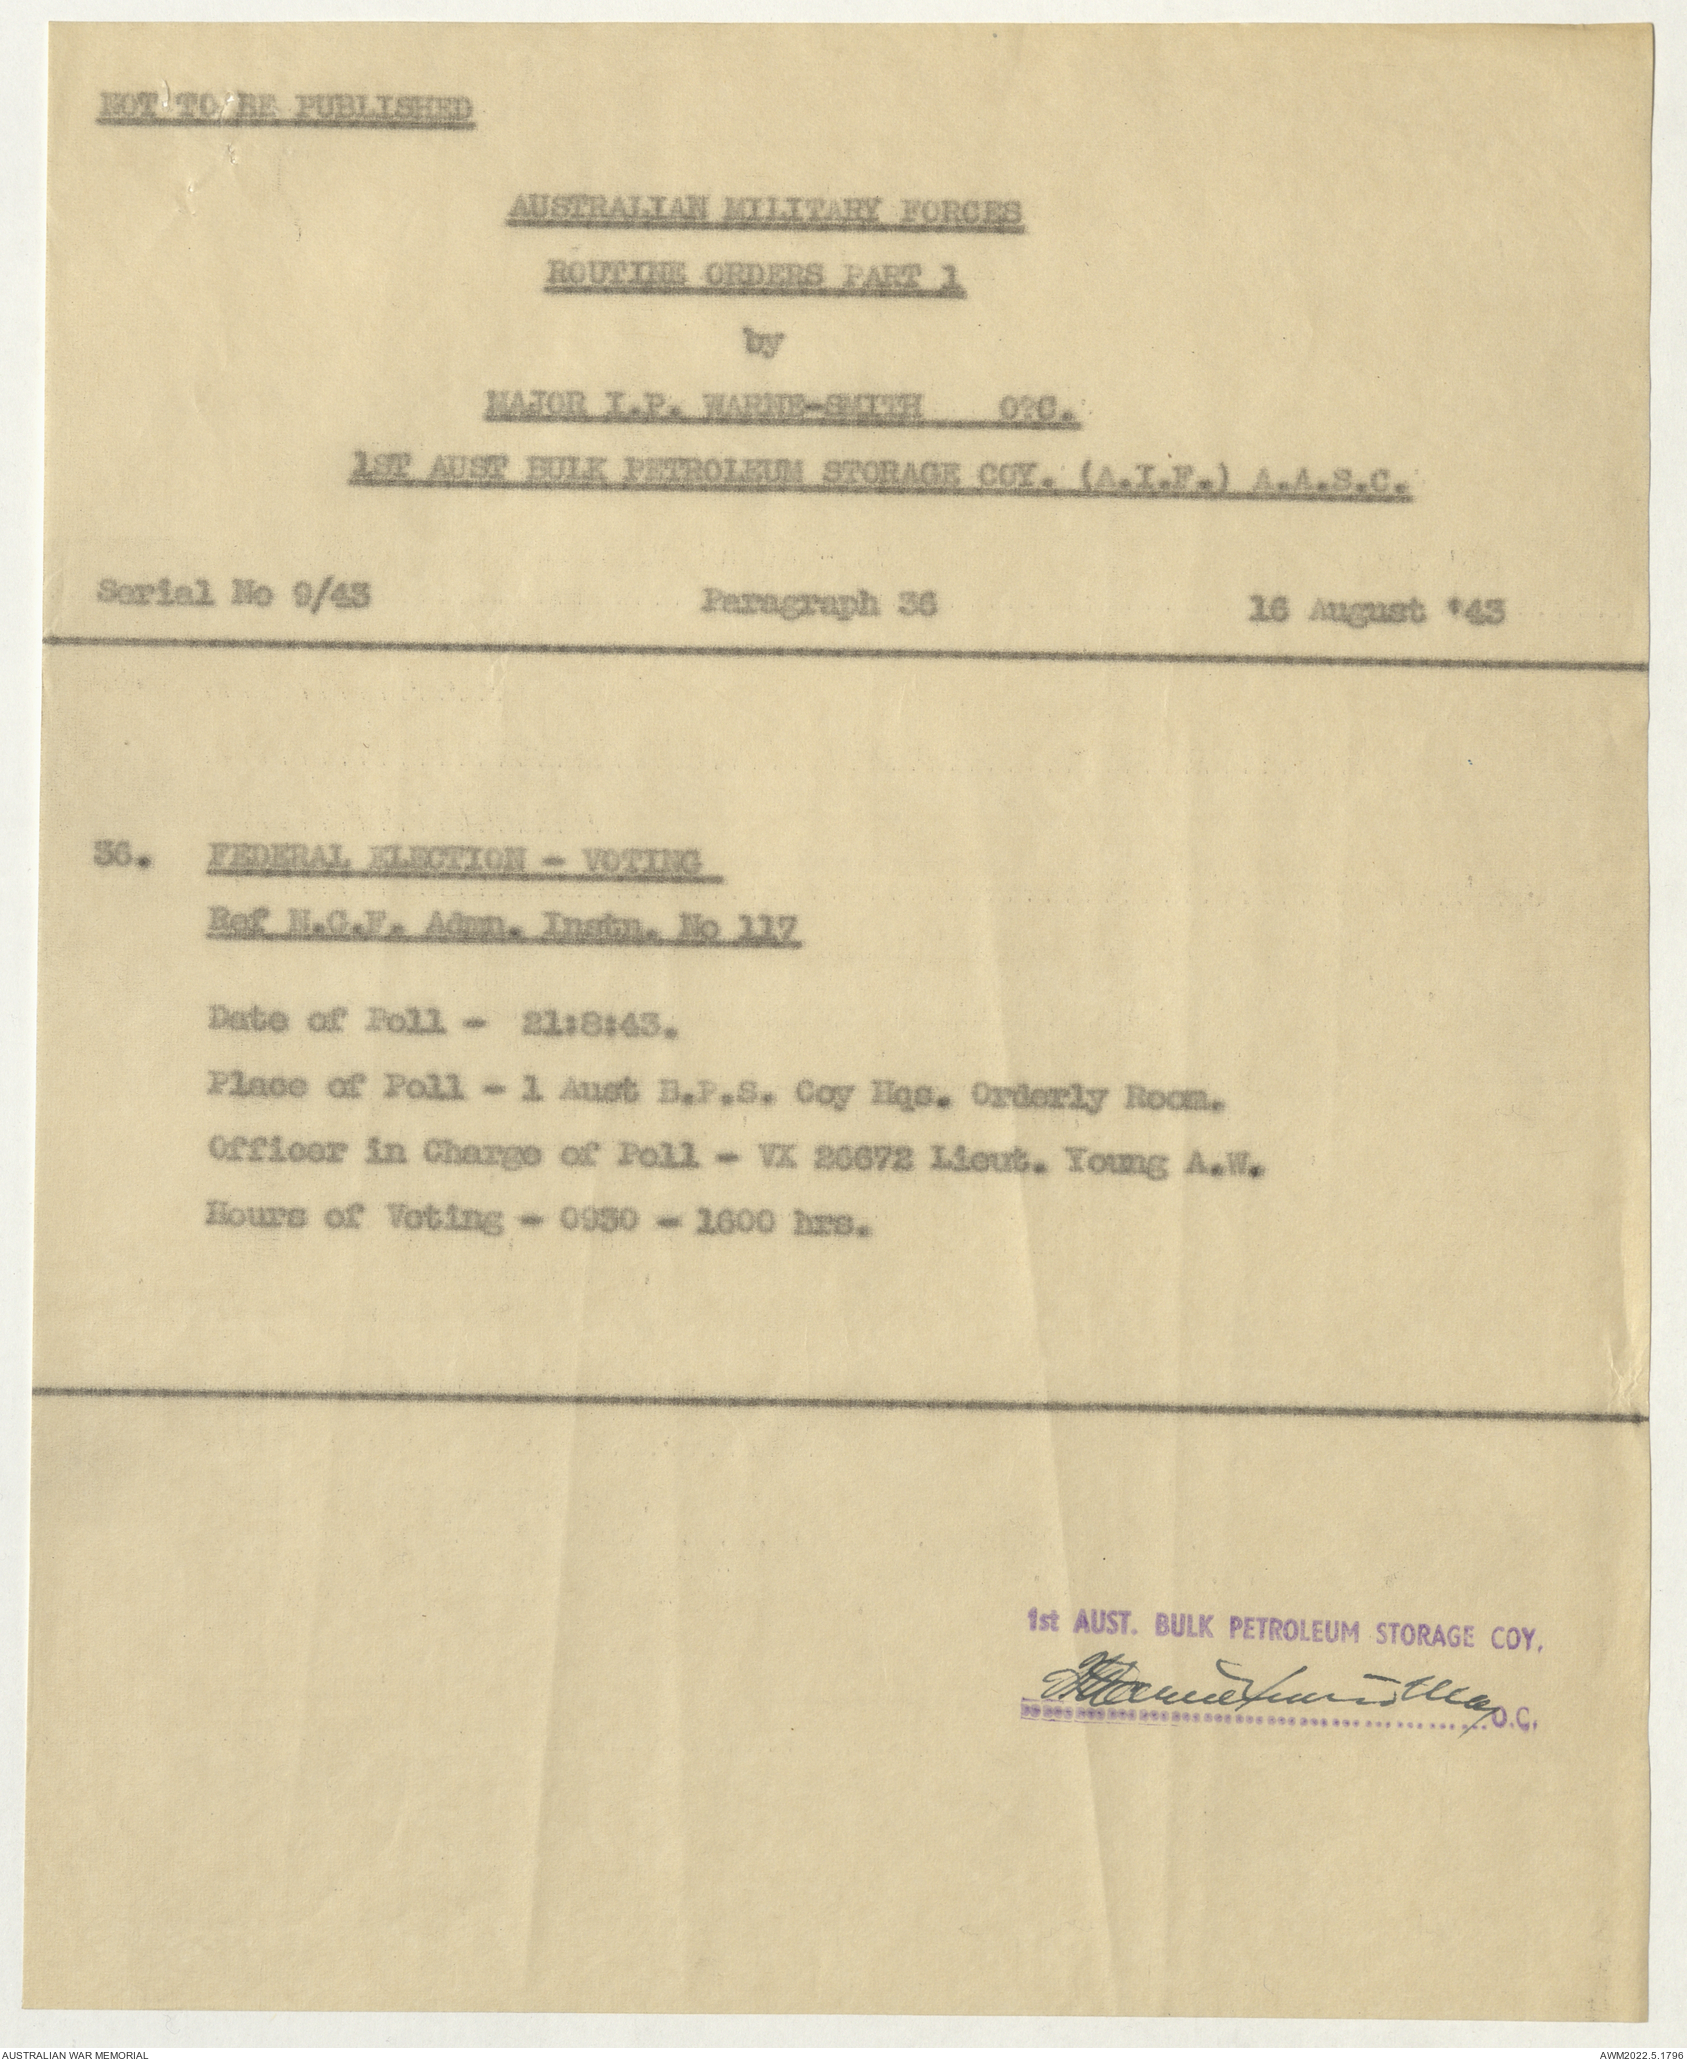 NOT TO BE PUBLISHED
AUSTRALIAN MILITARY FORCES
ROUTINE ORDERS PART 1
by
MAJOR I.P. WARNE-SMITH O?C.
1ST AUST BULK PETROLEUM STORAGE COY. (A.I.F.) A.A.S.C.
Serial No 9/43 Paragraph 36 16 August '43
36. FEDERAL ELECTION - VOTING
Ref N.G.F. Admn. Instn. No 117
Date of Poll - 21:8:43.
Place of Poll - 1 Aust B.P.S. Coy Hqs. Orderly Room.
Officer in Charge of Poll - VX 26672 Lieut. Young A.W.
Hours of Voting - 0930 - 1600 hrs.
1st AUST. BULK PETROLEUM STORAGE COY.
O.C.
AUSTRALIAN WAR MEMORIAL AWM2022.5.1796